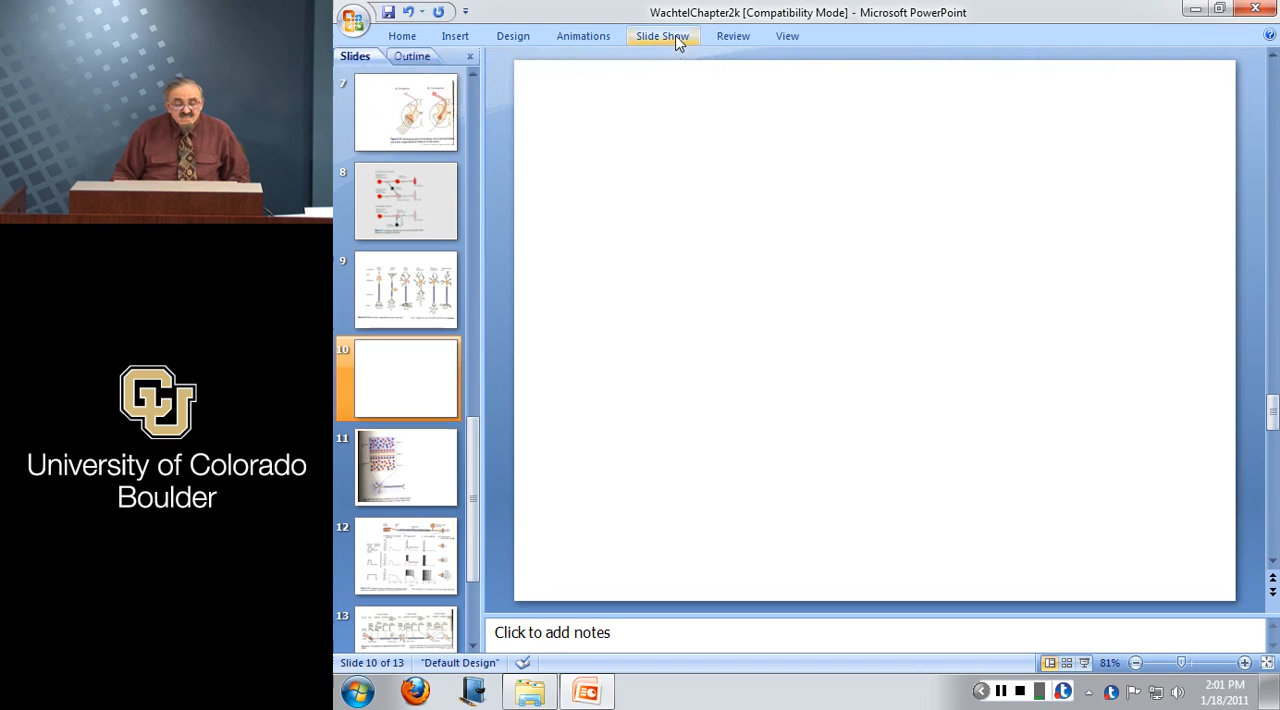 WachtelChapter2k [Compatibility Mode] - Microsoft PowerPoint
Home Insert Design Animations Slide Show Review View
Slides Outline x
7
8
9
10
11
12
13
CU
University of Colorado
Boulder
Click to add notes
Slide 10 of 13 "Default Design" 81%
2:01 PM
1/18/2011